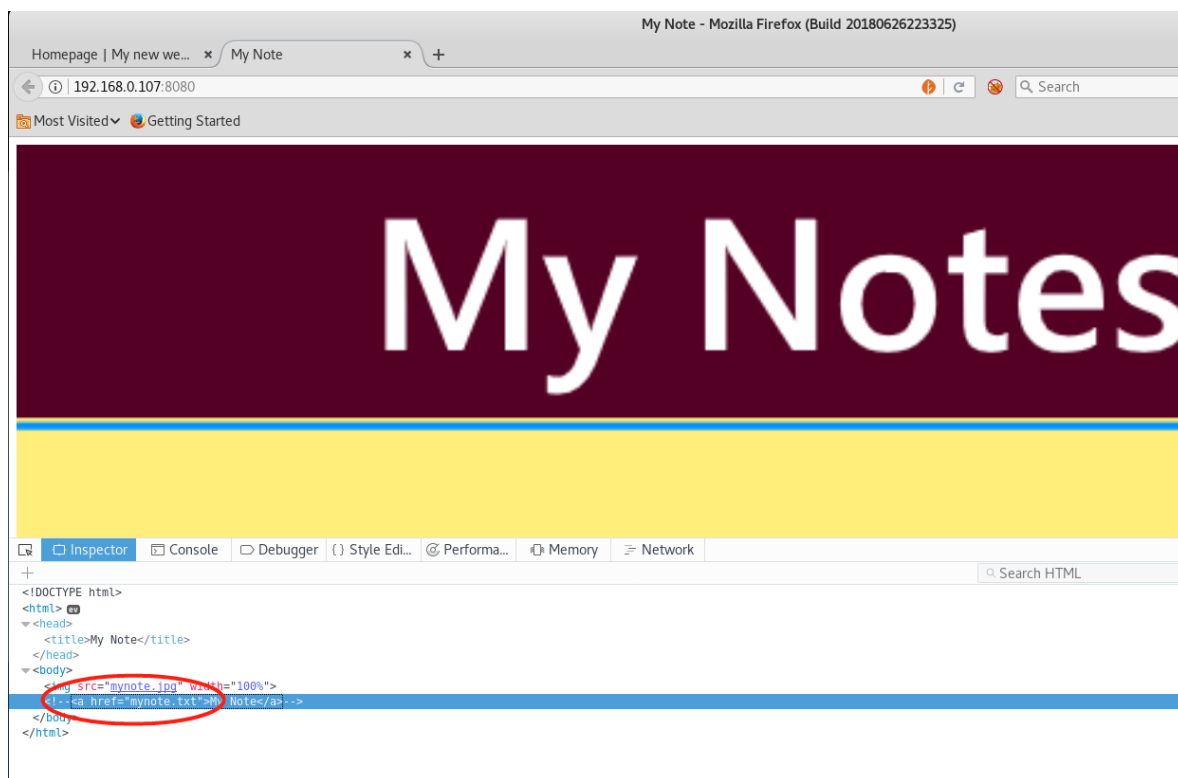 My Note - Mozilla Firefox (Build 20180626223325)
Homepage | My new we... × My Note × +
192.168.0.107:8080 Search
Most Visited Getting Started
My Notes
Inspector Console Debugger {} Style Edi... Performa... Memory Network
+ Search HTML
<!DOCTYPE html>
<html> ev
<head>
<title>My Note</title>
</head>
<body>
<img src="mynote.jpg" width="100%">
<!--<a href="mynote.txt">My Note</a>-->
</body>
</html>